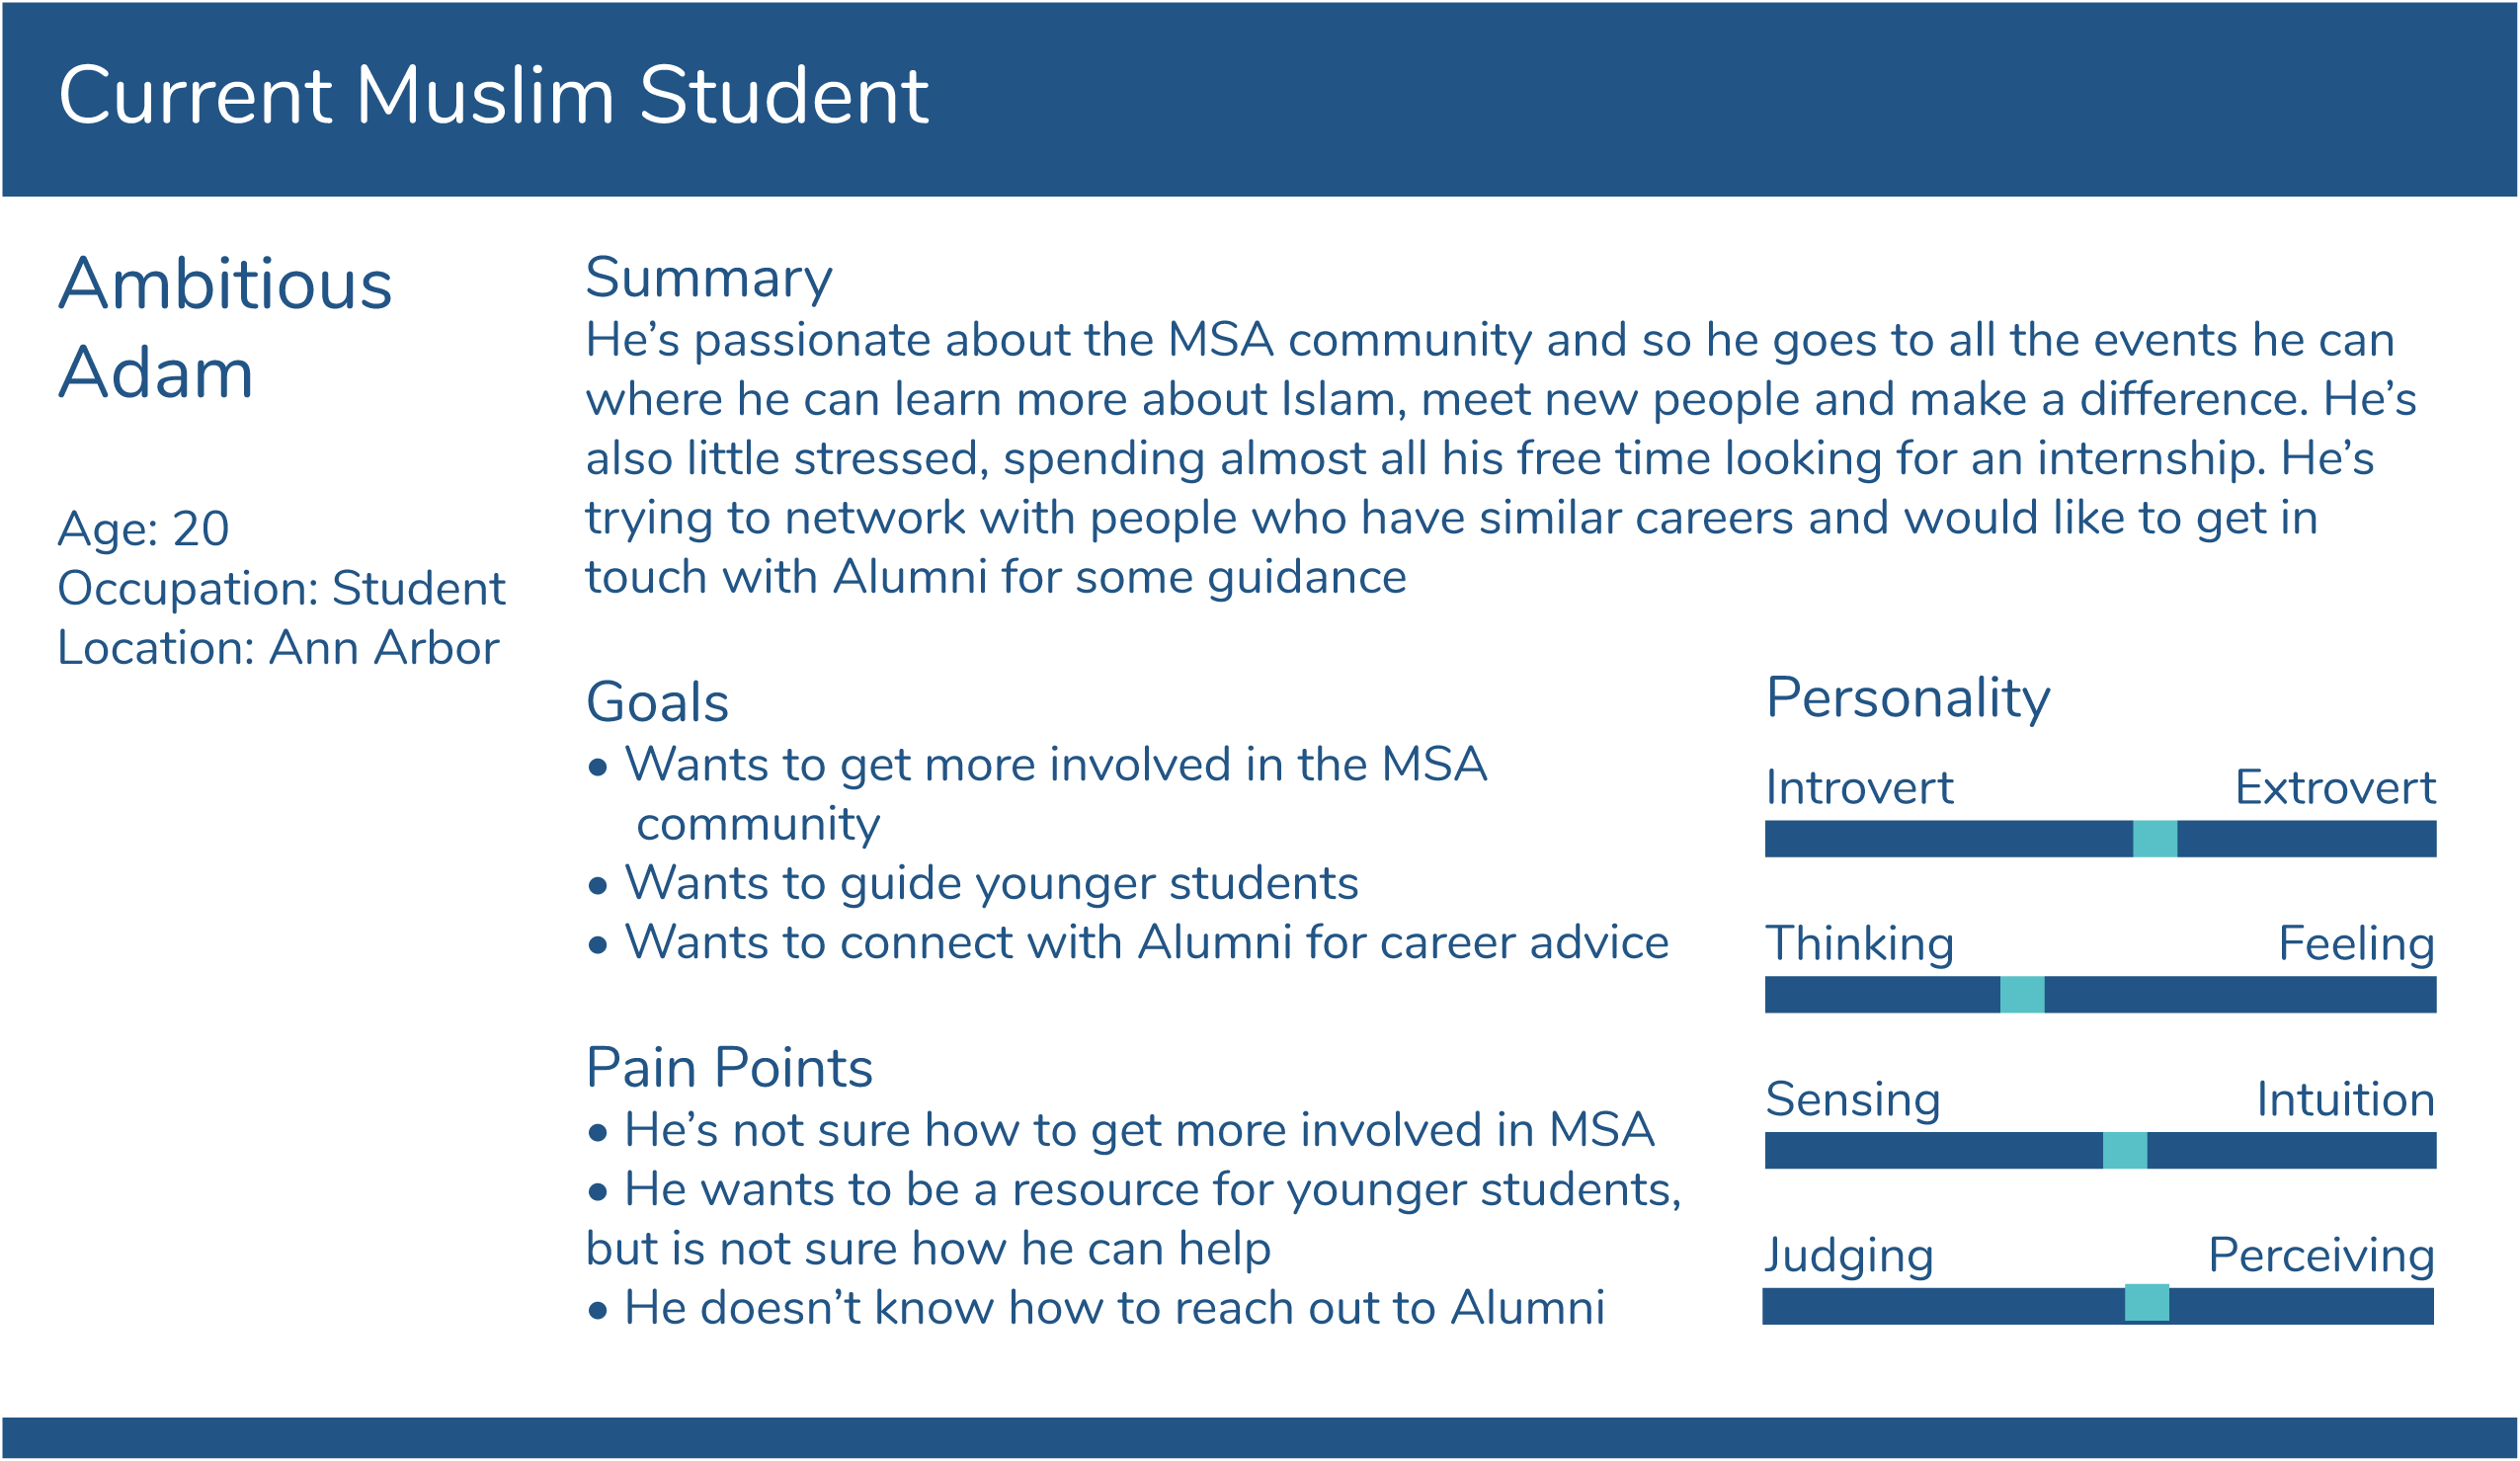 Current Muslim Student
Ambitious
Adam
Age: 20
Occupation: Student
Location: Ann Arbor
Summary
He’s passionate about the MSA community and so he goes to all the events he can
where he can learn more about Islam, meet new people and make a difference. He’s
also little stressed, spending almost all his free time looking for an internship. He’s
trying to network with people who have similar careers and would like to get in
touch with Alumni for some guidance
Goals
● Wants to get more involved in the MSA
community
● Wants to guide younger students
● Wants to connect with Alumni for career advice
Pain Points
● He’s not sure how to get more involved in MSA
● He wants to be a resource for younger students,
but is not sure how he can help
● He doesn’t know how to reach out to Alumni
Personality
Introvert Extrovert
Thinking Feeling
Sensing Intuition
Judging Perceiving